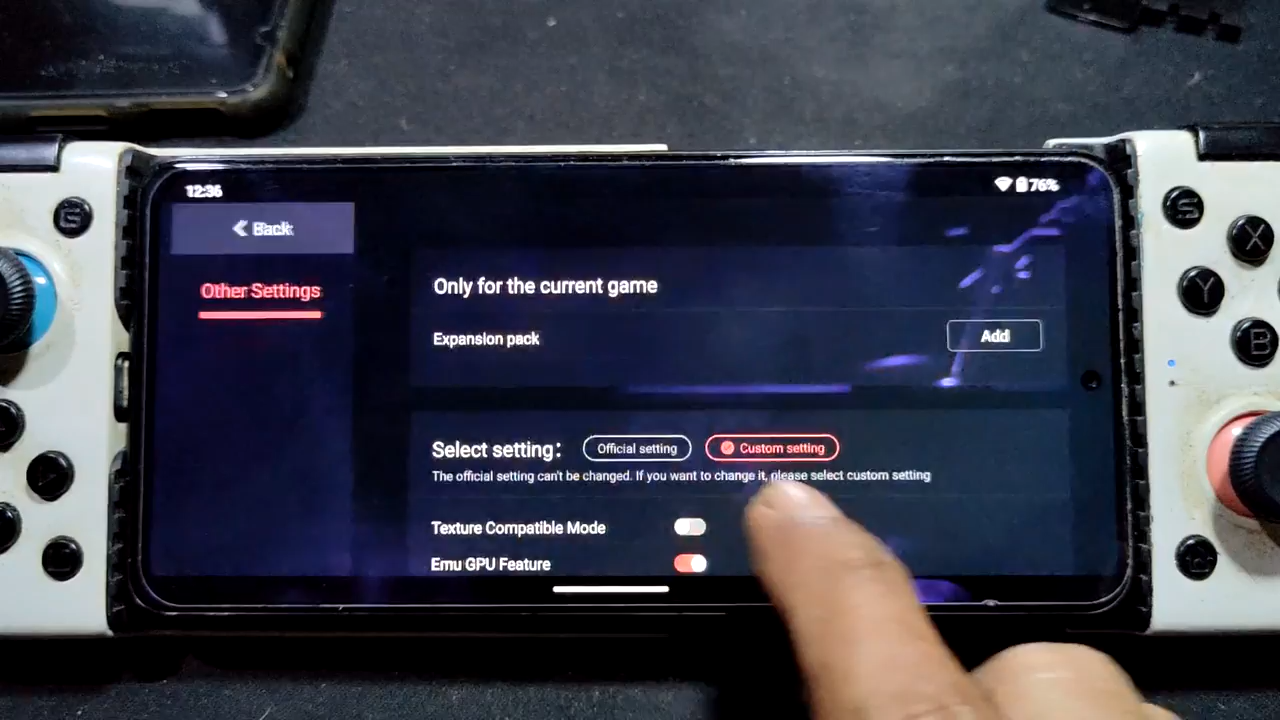 12:36
76%
Back
Other Settings
Only for the current game
Expansion pack
Add
Select setting:
Official setting
Custom setting
The official setting can't be changed. If you want to change it, please select custom setting
Texture Compatible Mode
Emu GPU Feature
G
S
X
Y
B